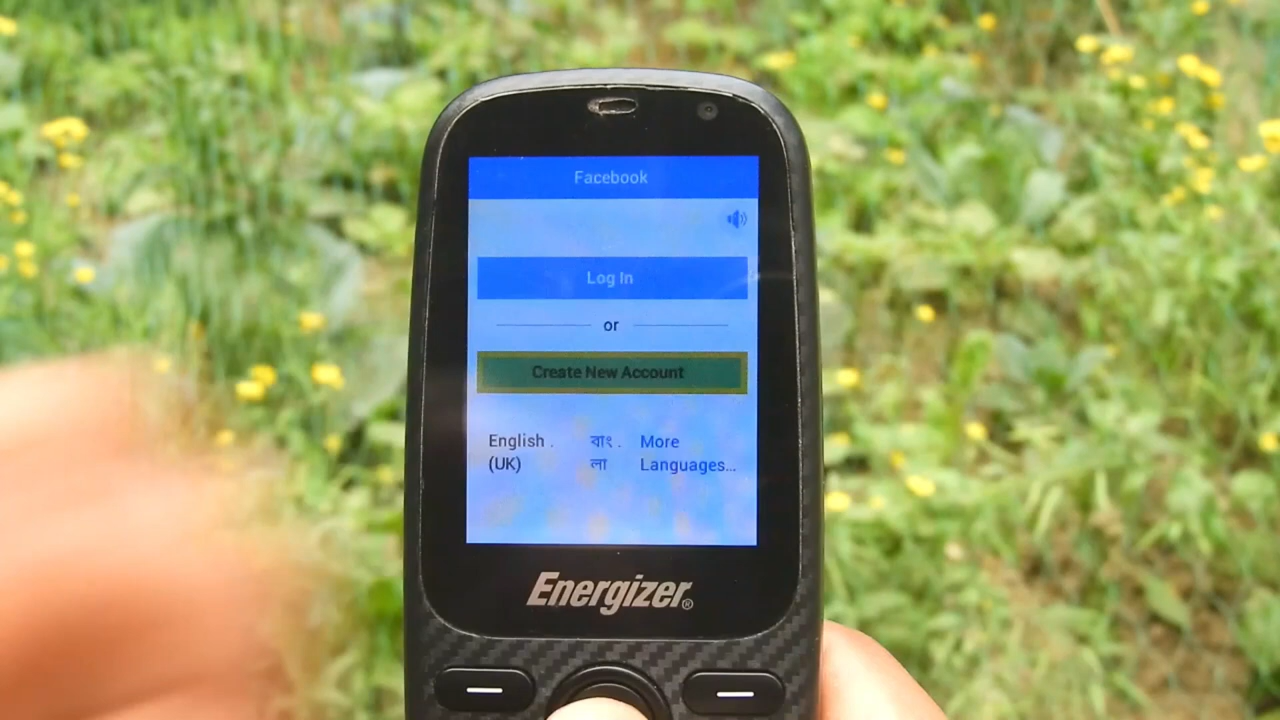 Facebook
Log In
or
Create New Account
English . বাং . More
(UK) লা Languages...
Energizer®